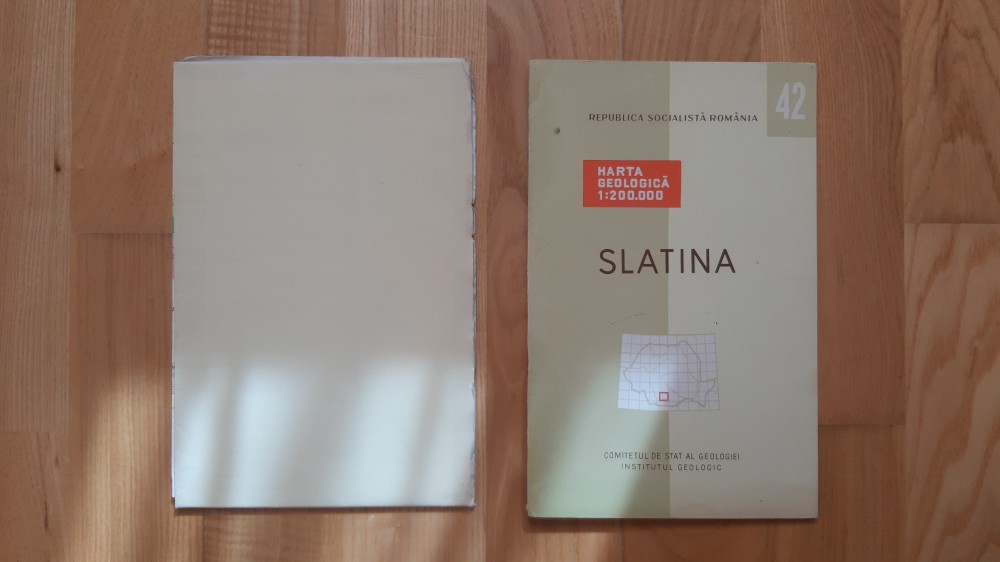 42
REPUBLICA SOCIALISTĂ ROMÂNIA
HARTA
GEOLOGICĂ
1:200.000
SLATINA
COMITETUL DE STAT AL GEOLOGIEI
INSTITUTUL GEOLOGIC